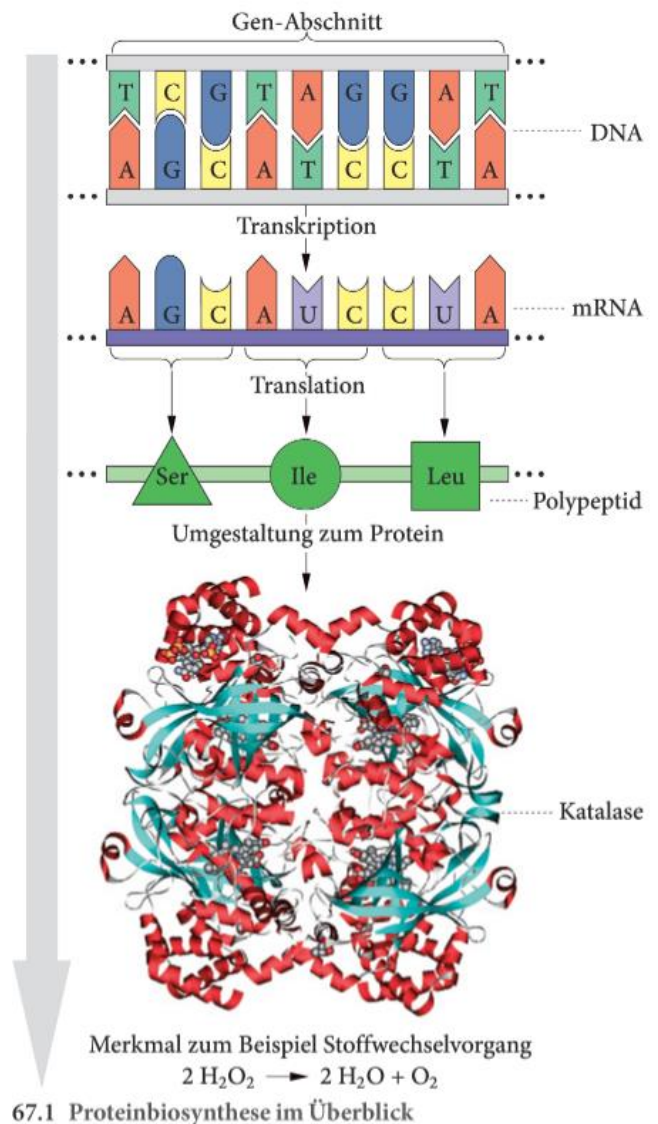 Gen-Abschnitt
... ...
T C G T A G G A T
DNA
A G C A T C C T A
... ...
Transkription
A G C A U C C U A
mRNA
... ...
Translation
... Ser Ile Leu ...
Polypeptid
Umgestaltung zum Protein
Katalase
Merkmal zum Beispiel Stoffwechselvorgang
2 H₂O₂ → 2 H₂O + O₂
67.1 Proteinbiosynthese im Überblick